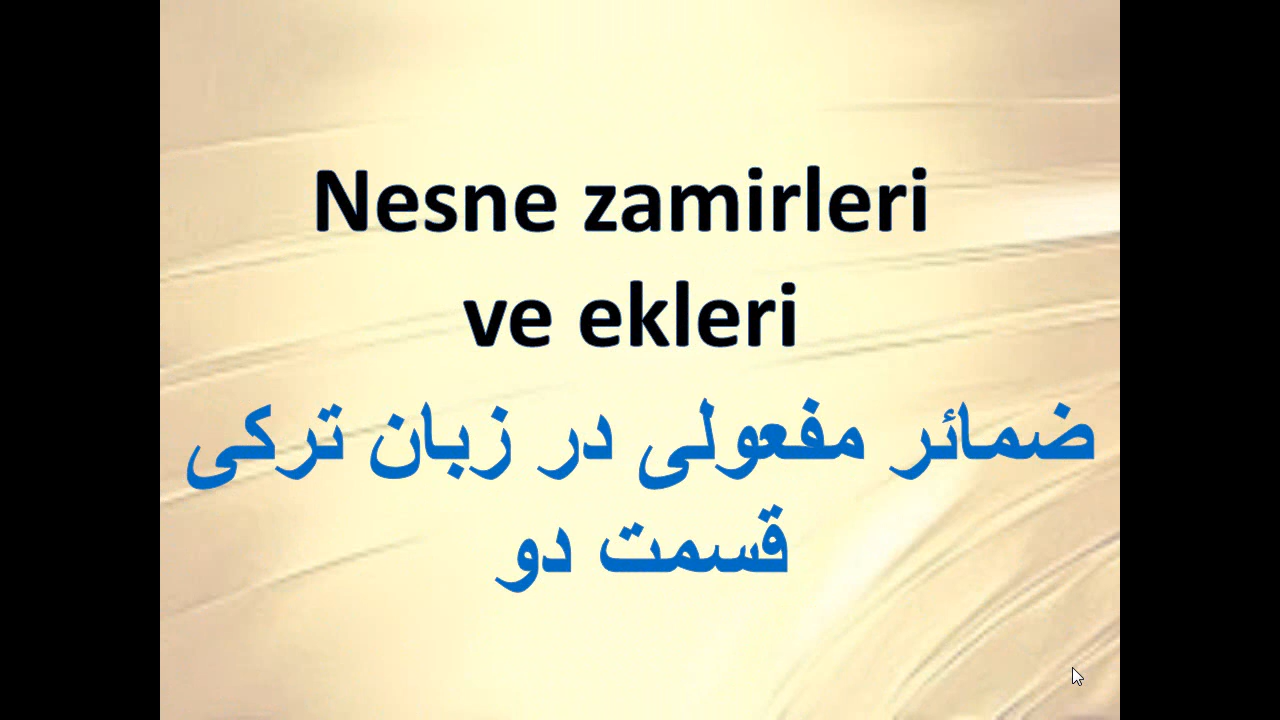 Nesne zamirleri
ve ekleri
ضمائر مفعولی در زبان ترکی
قسمت دو